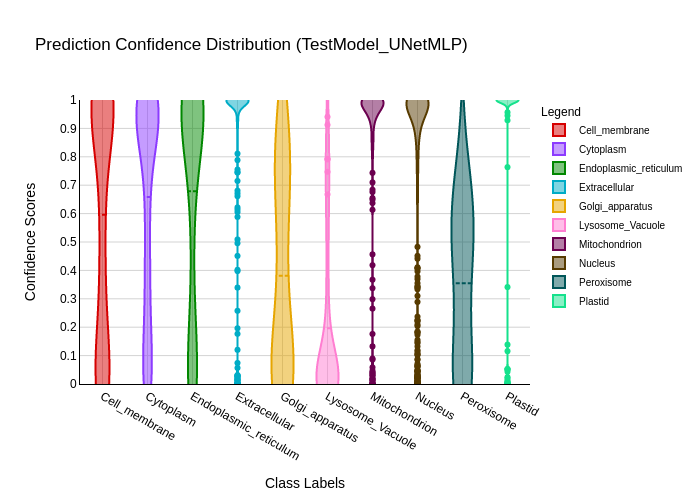 Prediction Confidence Distribution (TestModel_UNetMLP)
Legend
Cell_membrane
Cytoplasm
Endoplasmic_reticulum
Extracellular
Golgi_apparatus
Lysosome_Vacuole
Mitochondrion
Nucleus
Peroxisome
Plastid
Confidence Scores
1
0.9
0.8
0.7
0.6
0.5
0.4
0.3
0.2
0.1
0
Cell_membrane
Cytoplasm
Endoplasmic_reticulum
Extracellular
Golgi_apparatus
Lysosome_Vacuole
Mitochondrion
Nucleus
Peroxisome
Plastid
Class Labels